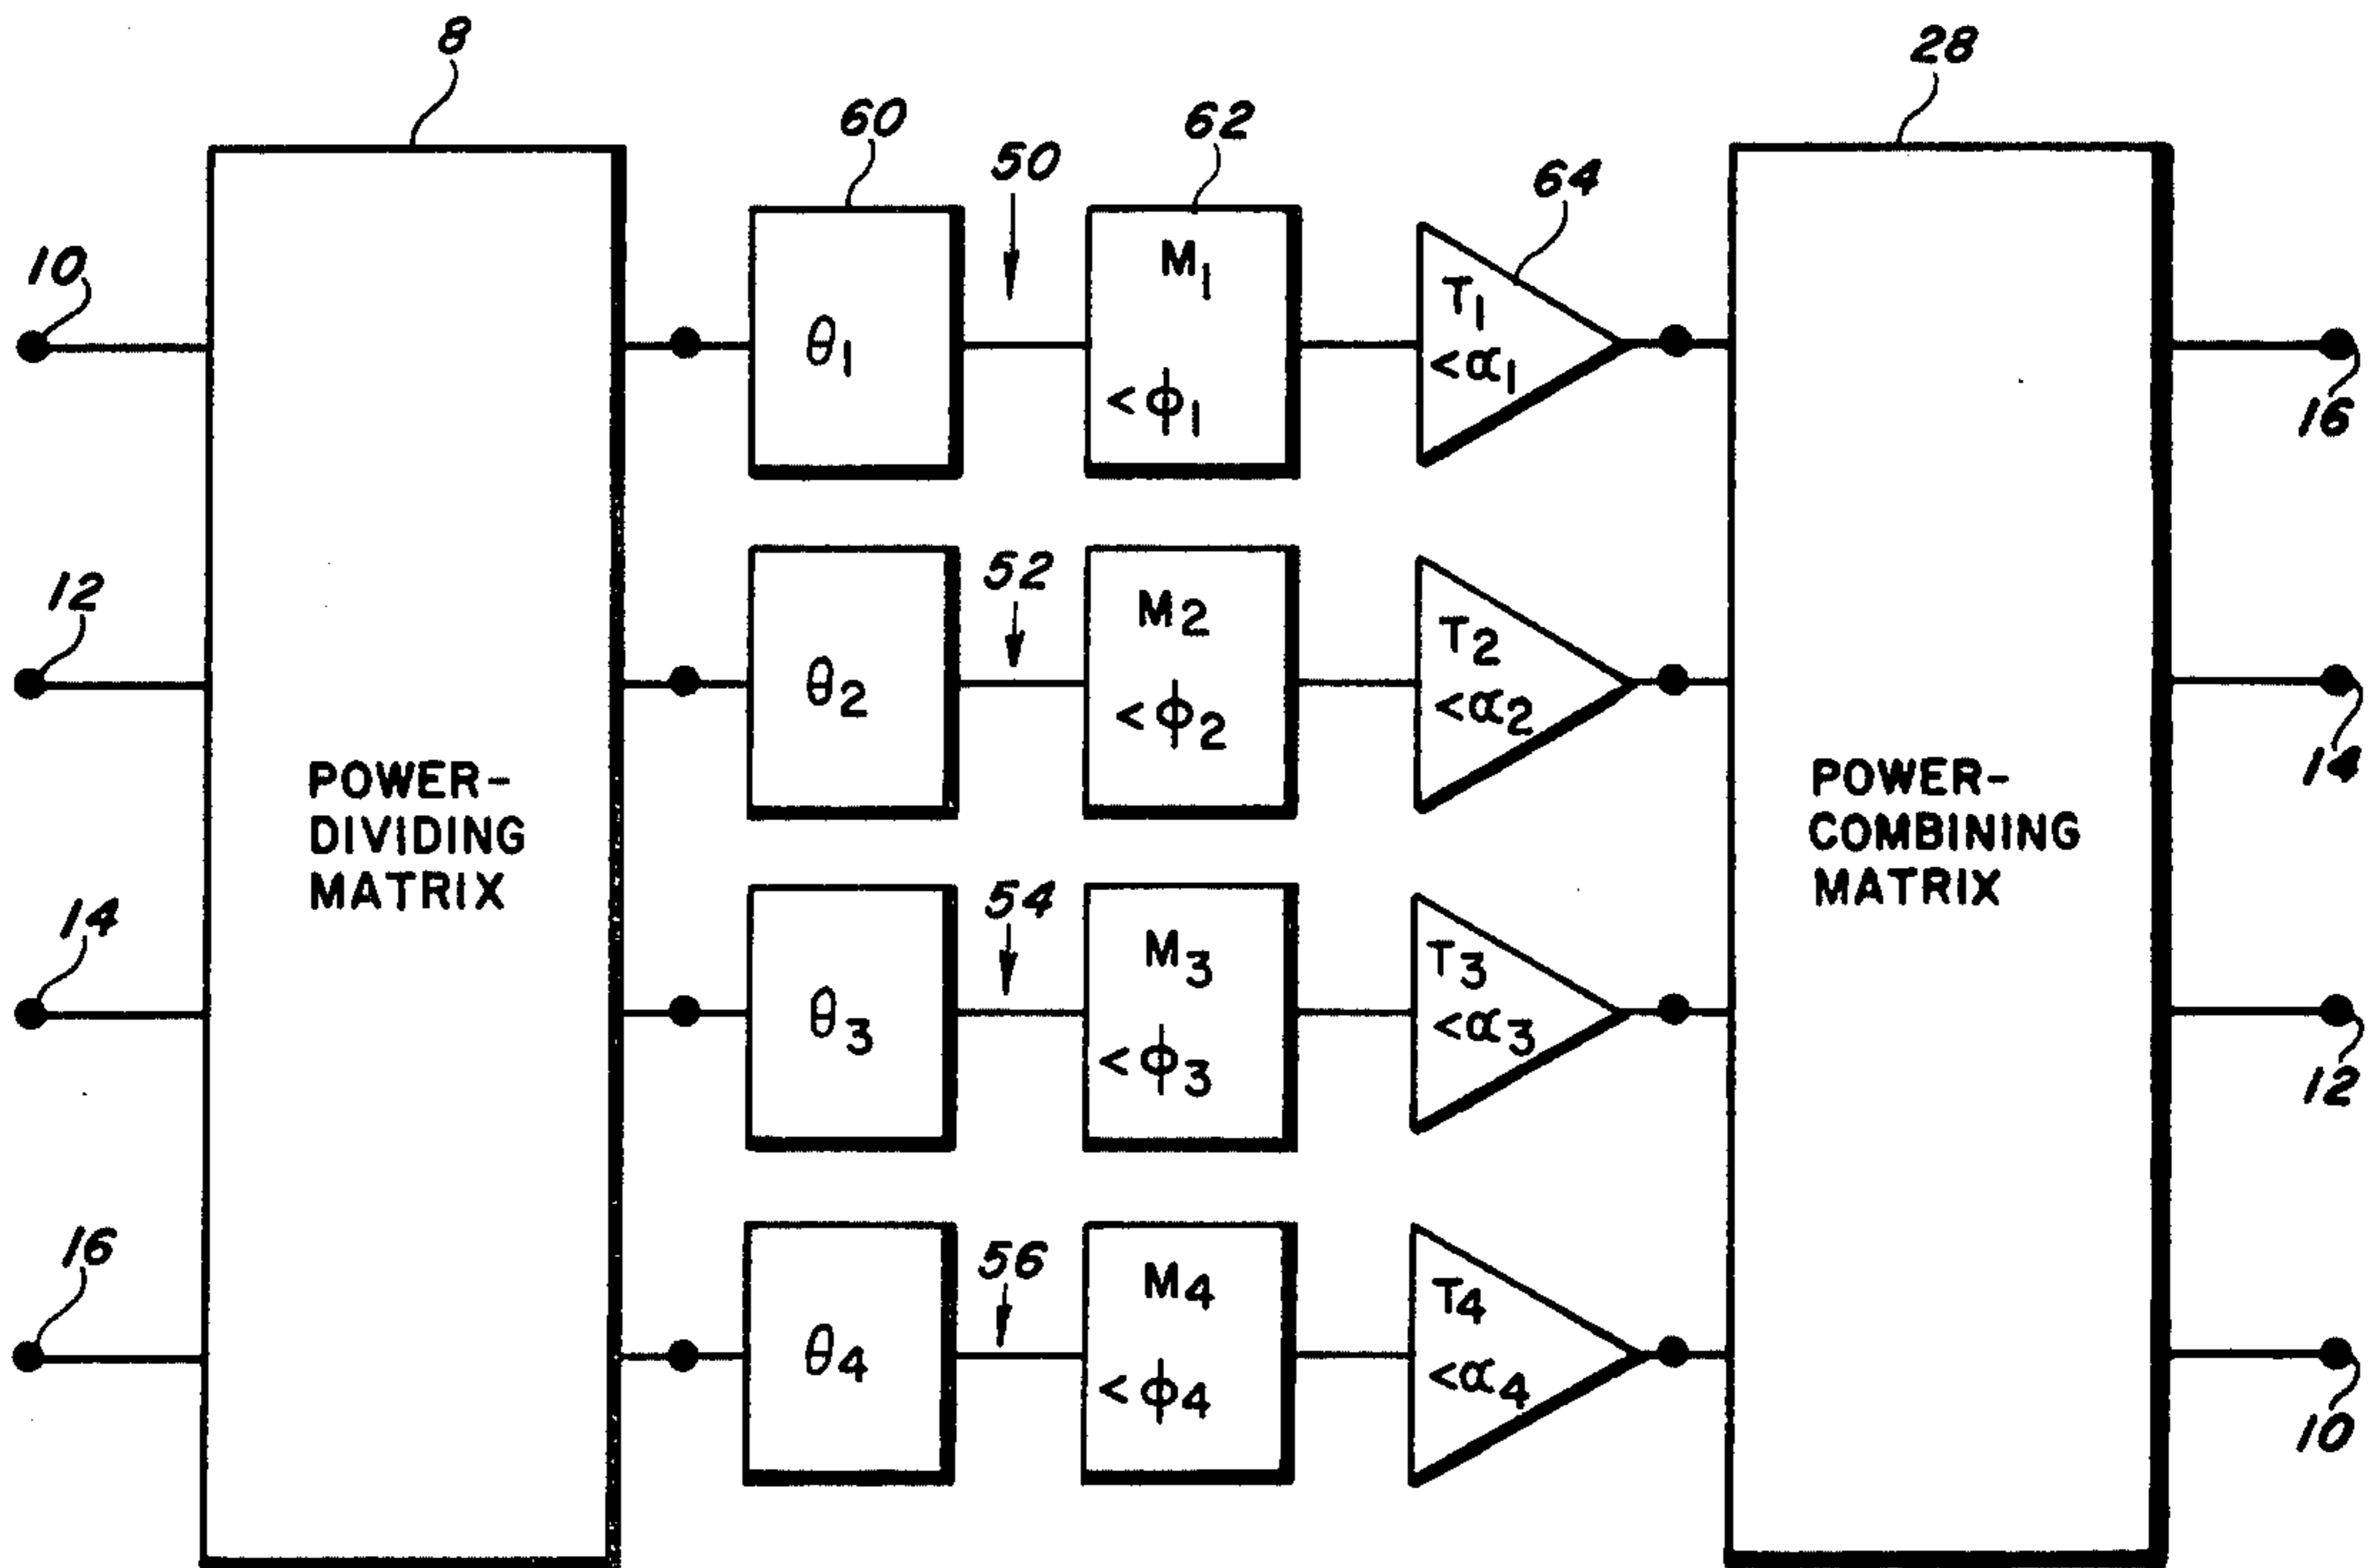 8
28
60
50
62
64
10
12
14
16
POWER-
DIVIDING
MATRIX
θ1
M1
<ϕ1
T1
<α1
52
θ2
M2
<ϕ2
T2
<α2
54
θ3
M3
<ϕ3
T3
<α3
56
θ4
M4
<ϕ4
T4
<α4
POWER-
COMBINING
MATRIX
16
14
12
10